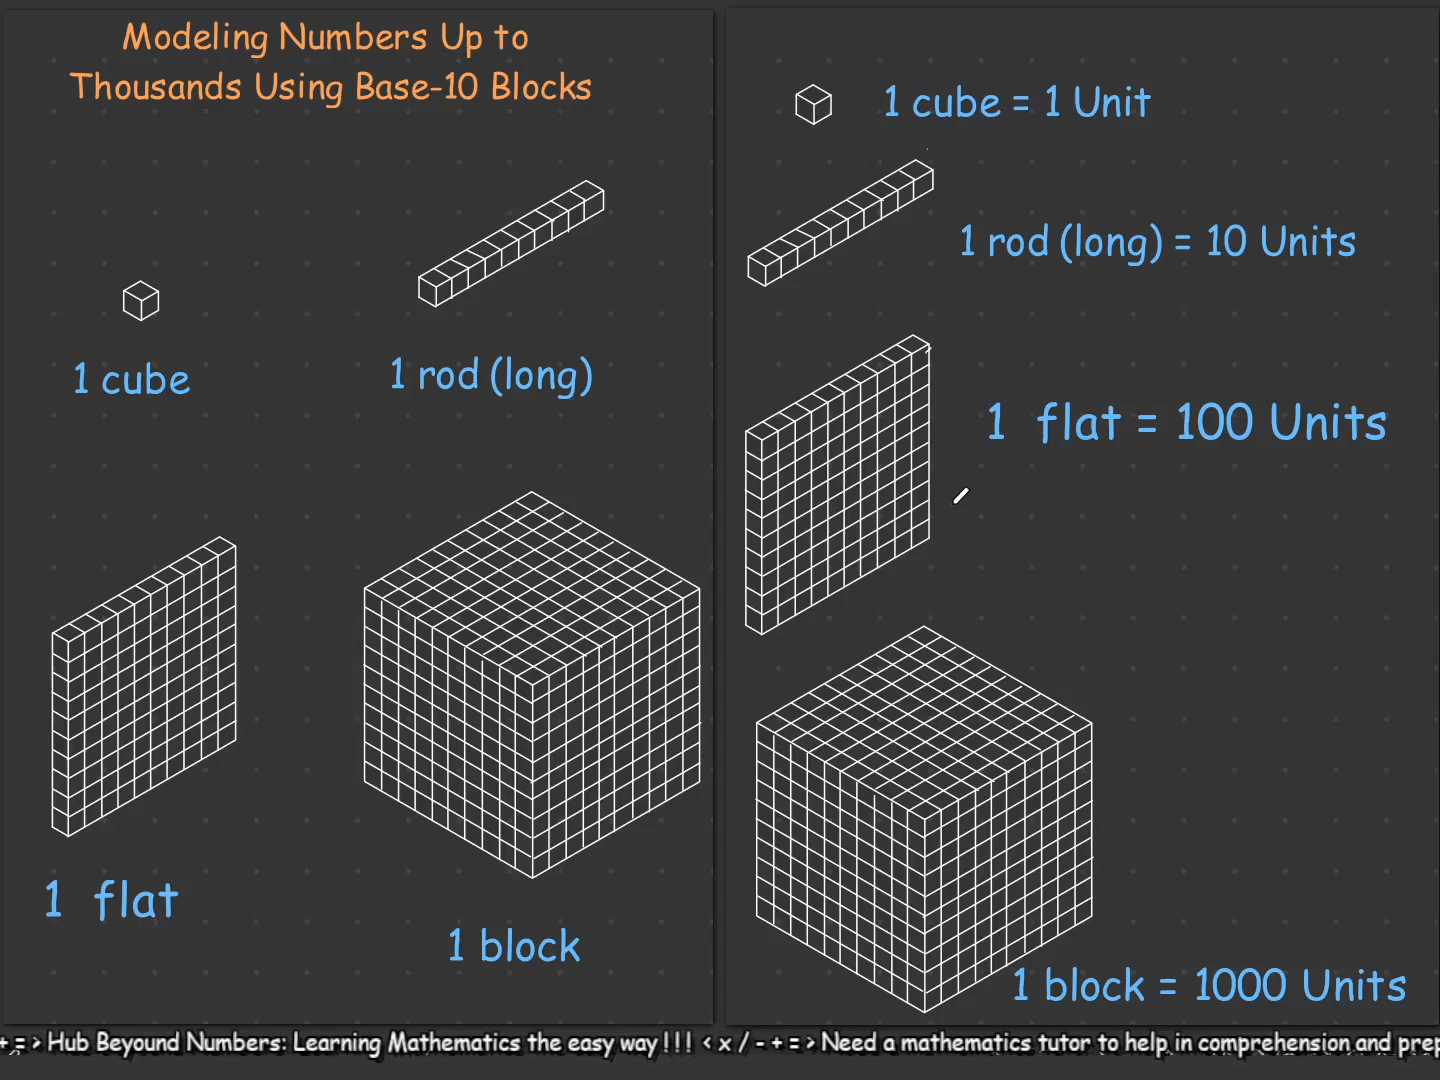 Modeling Numbers Up to
Thousands Using Base-10 Blocks
1 cube
1 rod (long)
1 flat
1 block
1 cube = 1 Unit
1 rod (long) = 10 Units
1 flat = 100 Units
1 block = 1000 Units
+ = > Hub Beyound Numbers: Learning Mathematics the easy way ! ! ! < x / - + = > Need a mathematics tutor to help in comprehension and prep